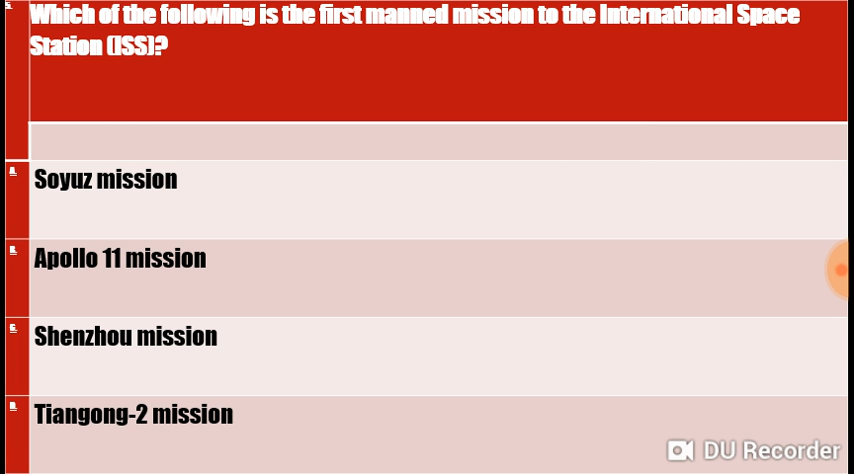 Which of the following is the first manned mission to the International Space
Station (ISS)?
Soyuz mission
Apollo 11 mission
Shenzhou mission
Tiangong-2 mission
DU Recorder